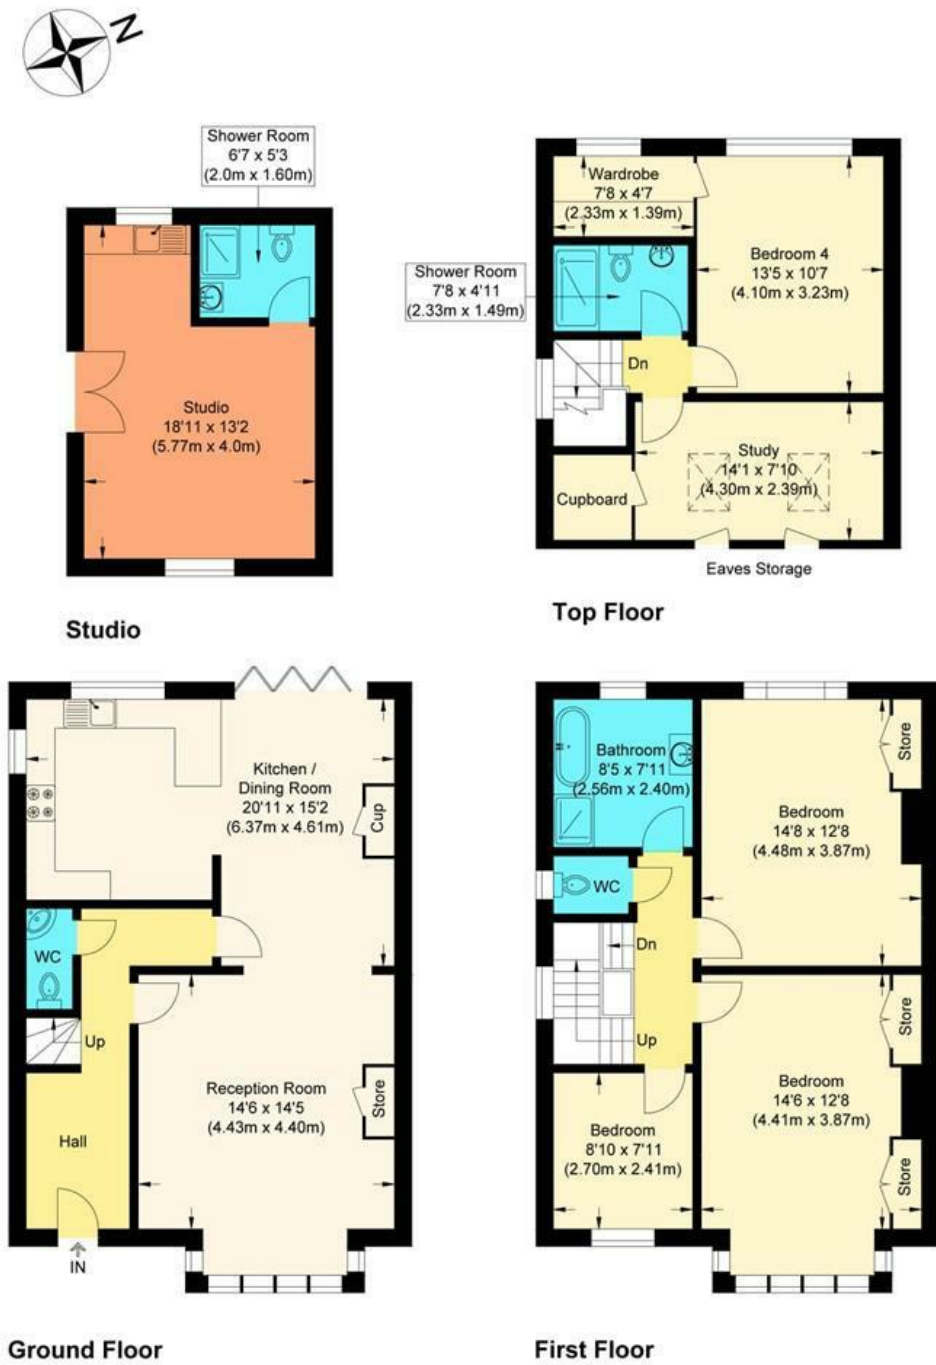 N
Shower Room
6'7 x 5'3
(2.0m x 1.60m)
Studio
18'11 x 13'2
(5.77m x 4.0m)
Studio
Wardrobe
7'8 x 4'7
(2.33m x 1.39m)
Bedroom 4
13'5 x 10'7
(4.10m x 3.23m)
Shower Room
7'8 x 4'11
(2.33m x 1.49m)
Dn
Study
14'1 x 7'10
(4.30m x 2.39m)
Cupboard
Eaves Storage
Top Floor
Kitchen /
Dining Room
20'11 x 15'2
(6.37m x 4.61m)
Cup
WC
Up
Reception Room
14'6 x 14'5
(4.43m x 4.40m)
Store
Hall
IN
Ground Floor
Bathroom
8'5 x 7'11
(2.56m x 2.40m)
Store
Bedroom
14'8 x 12'8
(4.48m x 3.87m)
WC
Dn
Store
Up
Bedroom
14'6 x 12'8
(4.41m x 3.87m)
Bedroom
8'10 x 7'11
(2.70m x 2.41m)
Store
First Floor